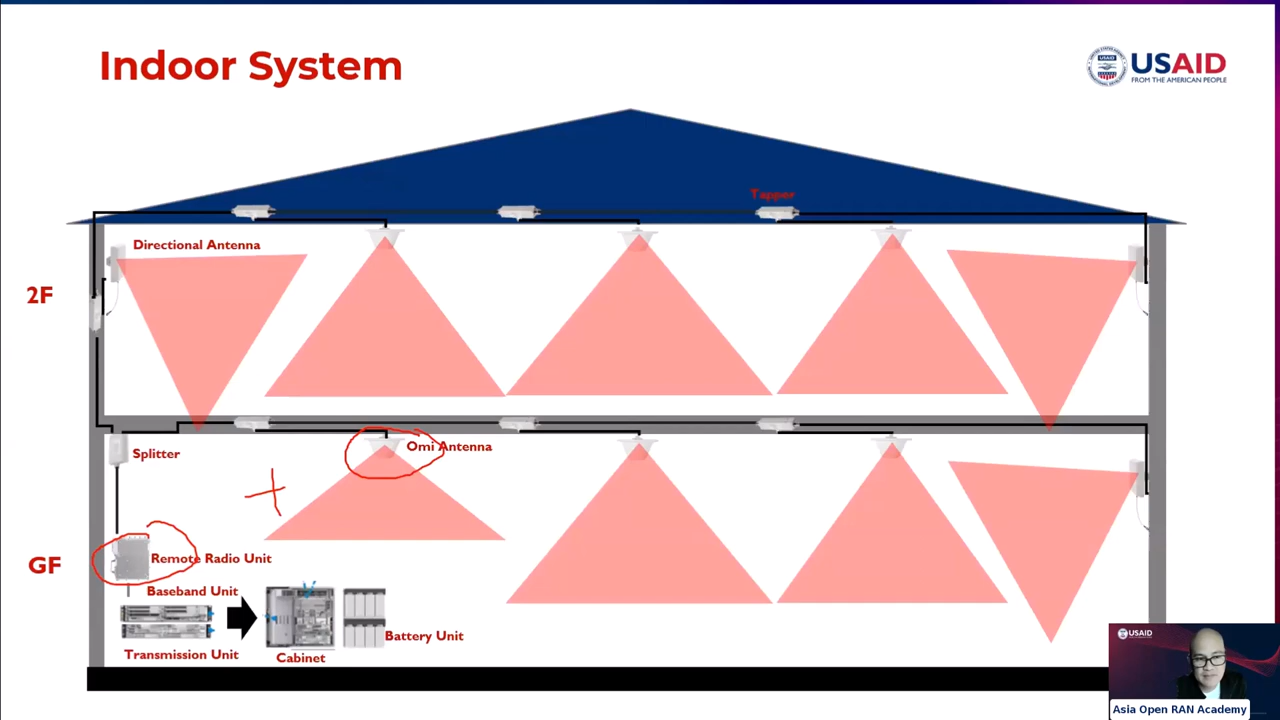 Indoor System
USAID
FROM THE AMERICAN PEOPLE
Tapper
Directional Antenna
2F
Omi Antenna
Splitter
GF
Remote Radio Unit
Baseband Unit
Battery Unit
Transmission Unit
Cabinet
USAID
Asia Open RAN Academy